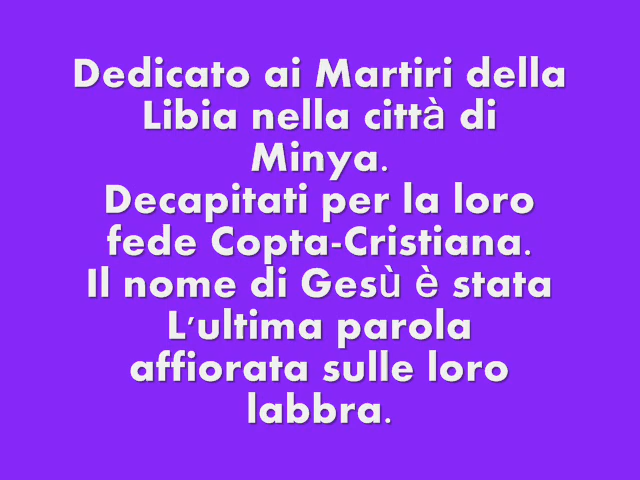 Dedicato ai Martiri della
Libia nella città di
Minya.
Decapitati per la loro
fede Copta-Cristiana.
Il nome di Gesù è stata
L'ultima parola
affiorata sulle loro
labbra.